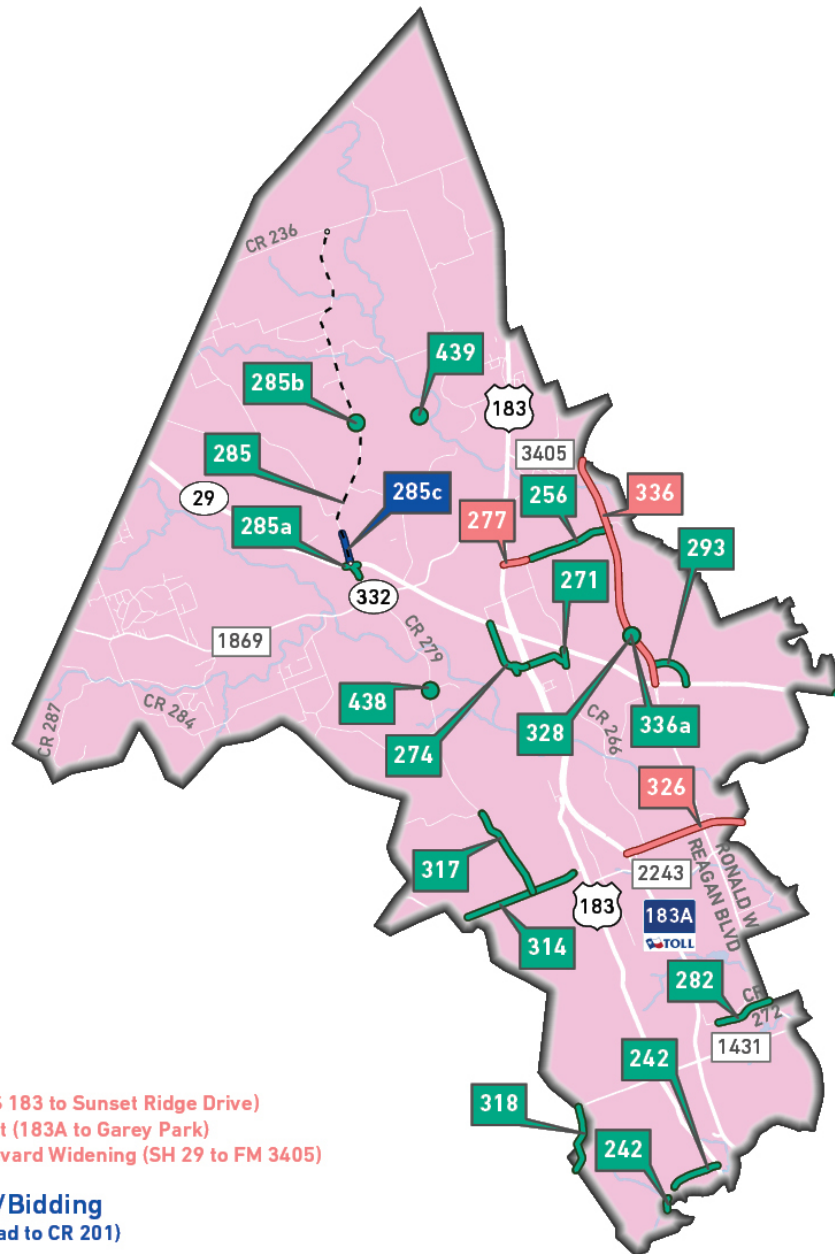 CR 236
439
285b
183
3405
285
285c
256
336
29
277
285a
293
271
332
1869
CR 279
438
CR 284
CR 287
CR 266
274
328
336a
326
317
2243
RONALD W
REAGAN BLVD
183
183A
TOLL
314
282
CR
272
1431
242
318
242
183 to Sunset Ridge Drive)
t (183A to Garey Park)
vard Widening (SH 29 to FM 3405)
/Bidding
ad to CR 201)